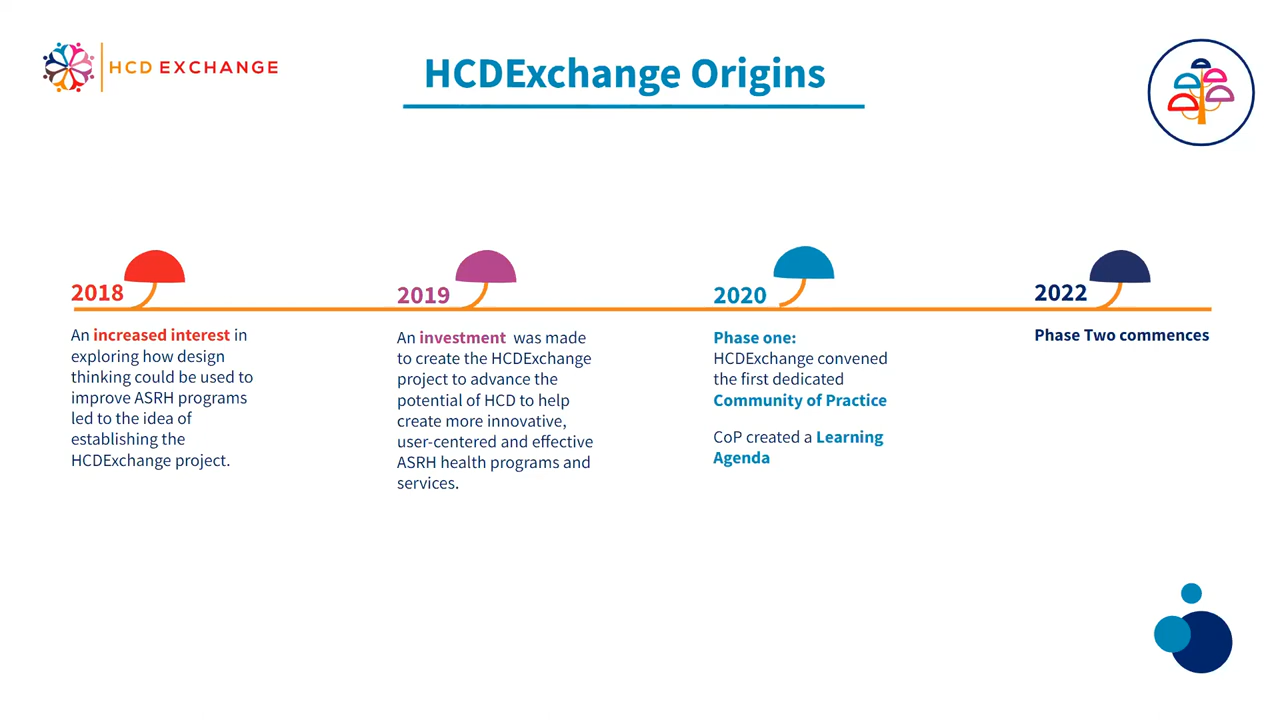 HCD EXCHANGE
HCDExchange Origins
2018
An increased interest in
exploring how design
thinking could be used to
improve ASRH programs
led to the idea of
establishing the
HCDExchange project.
2019
An investment was made
to create the HCDExchange
project to advance the
potential of HCD to help
create more innovative,
user-centered and effective
ASRH health programs and
services.
2020
Phase one:
HCDExchange convened
the first dedicated
Community of Practice
CoP created a Learning
Agenda
2022
Phase Two commences